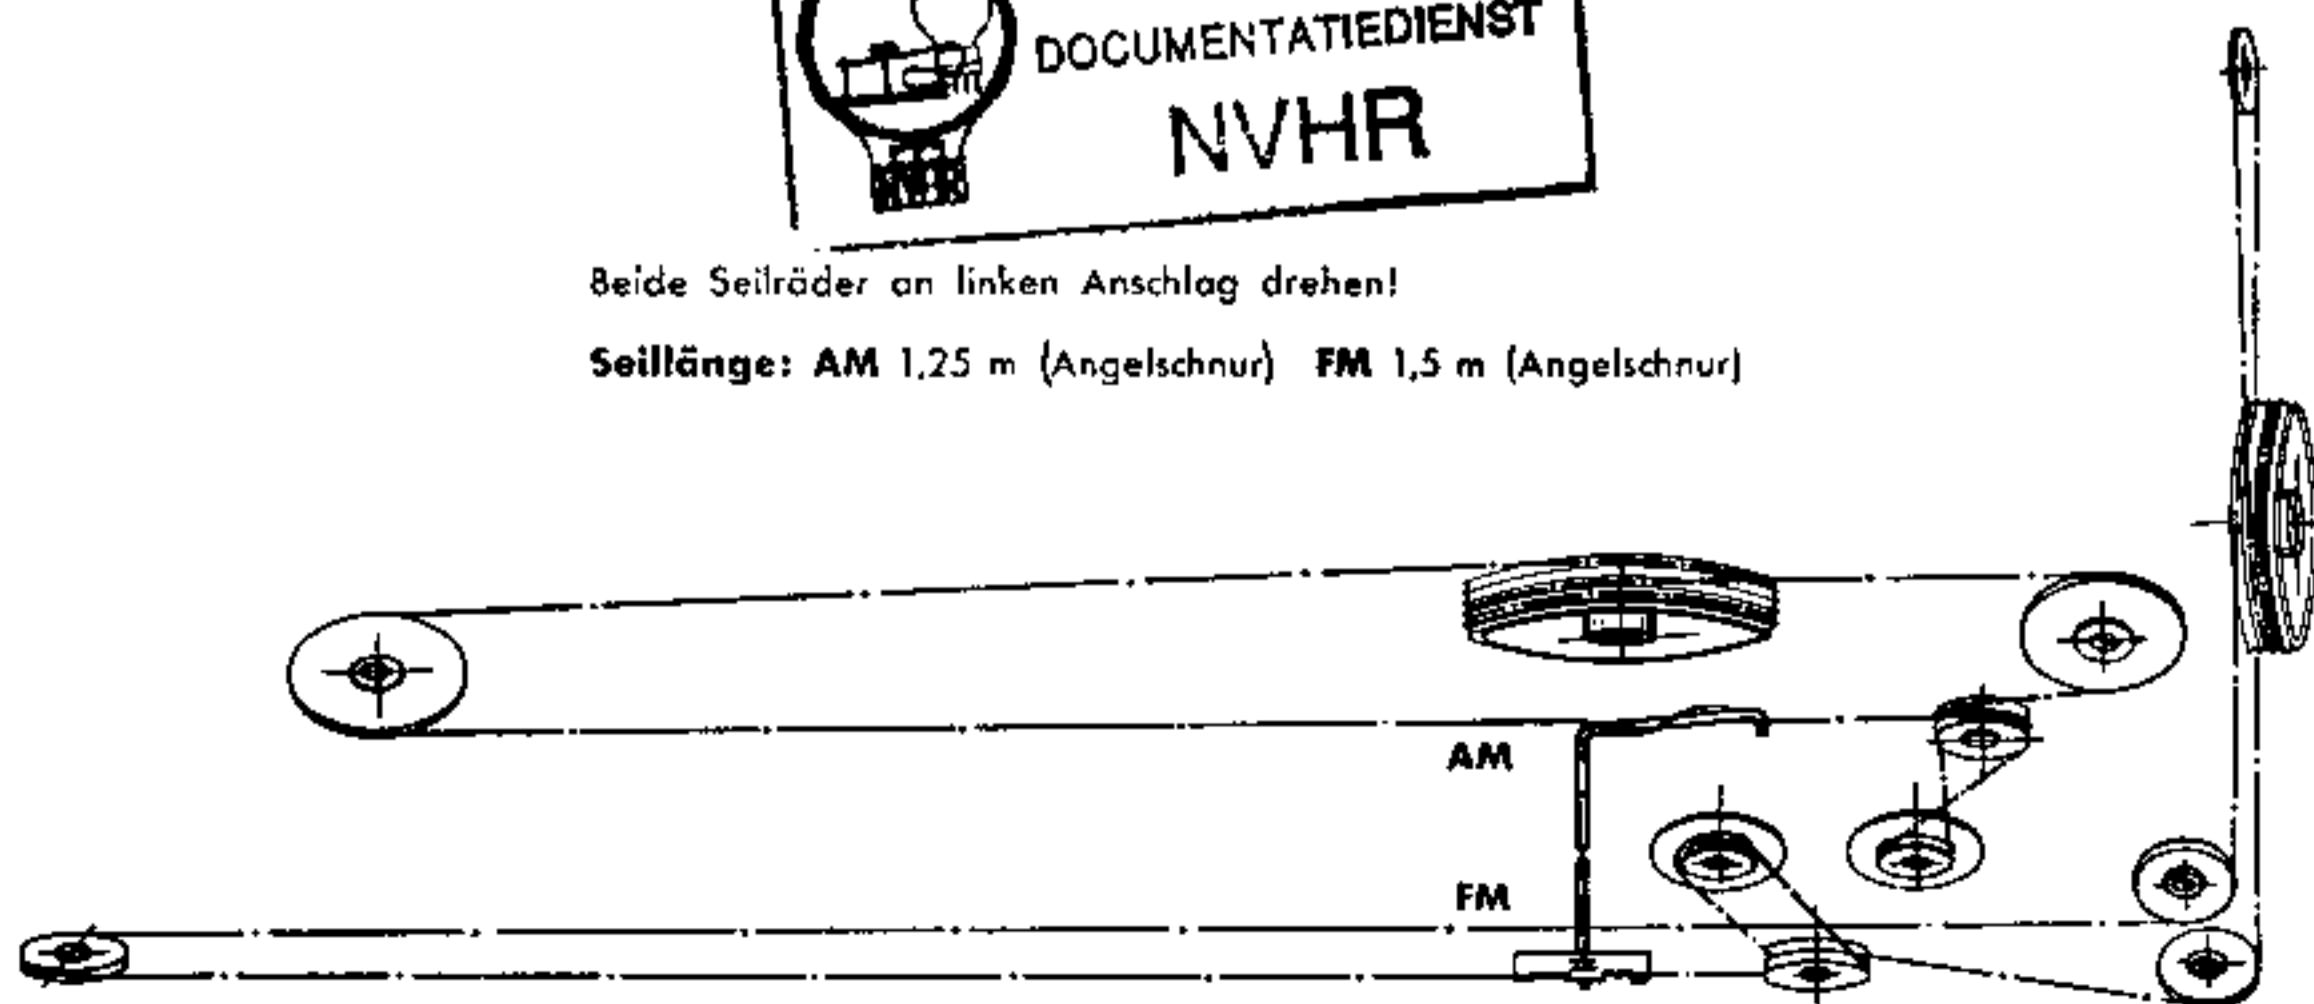 DOCUMENTATIEDIENST
NVHR
Beide Seilräder an linken Anschlag drehen!
Seillänge: AM 1,25 m (Angelschnur) FM 1,5 m (Angelschnur)
AM
FM